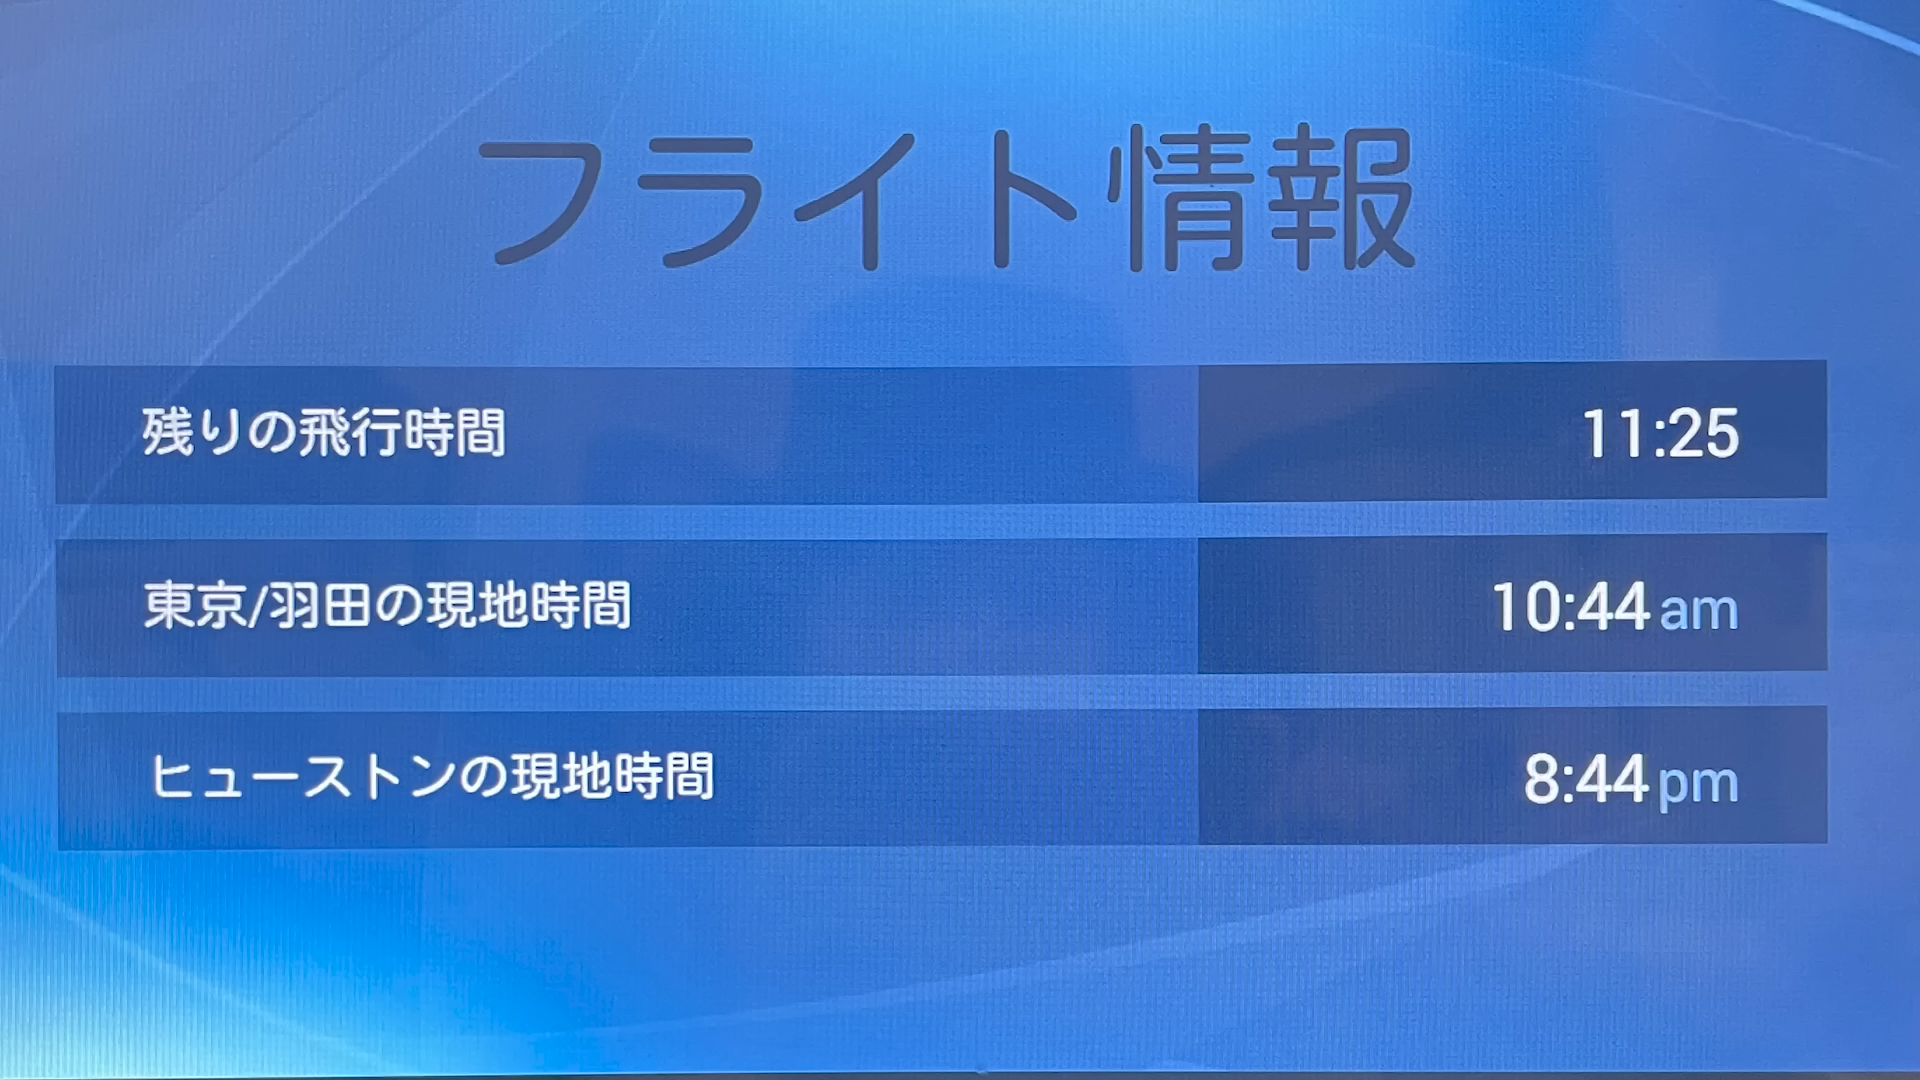 フライト情報
残りの飛行時間 11:25
東京/羽田の現地時間 10:44 am
ヒューストンの現地時間 8:44 pm